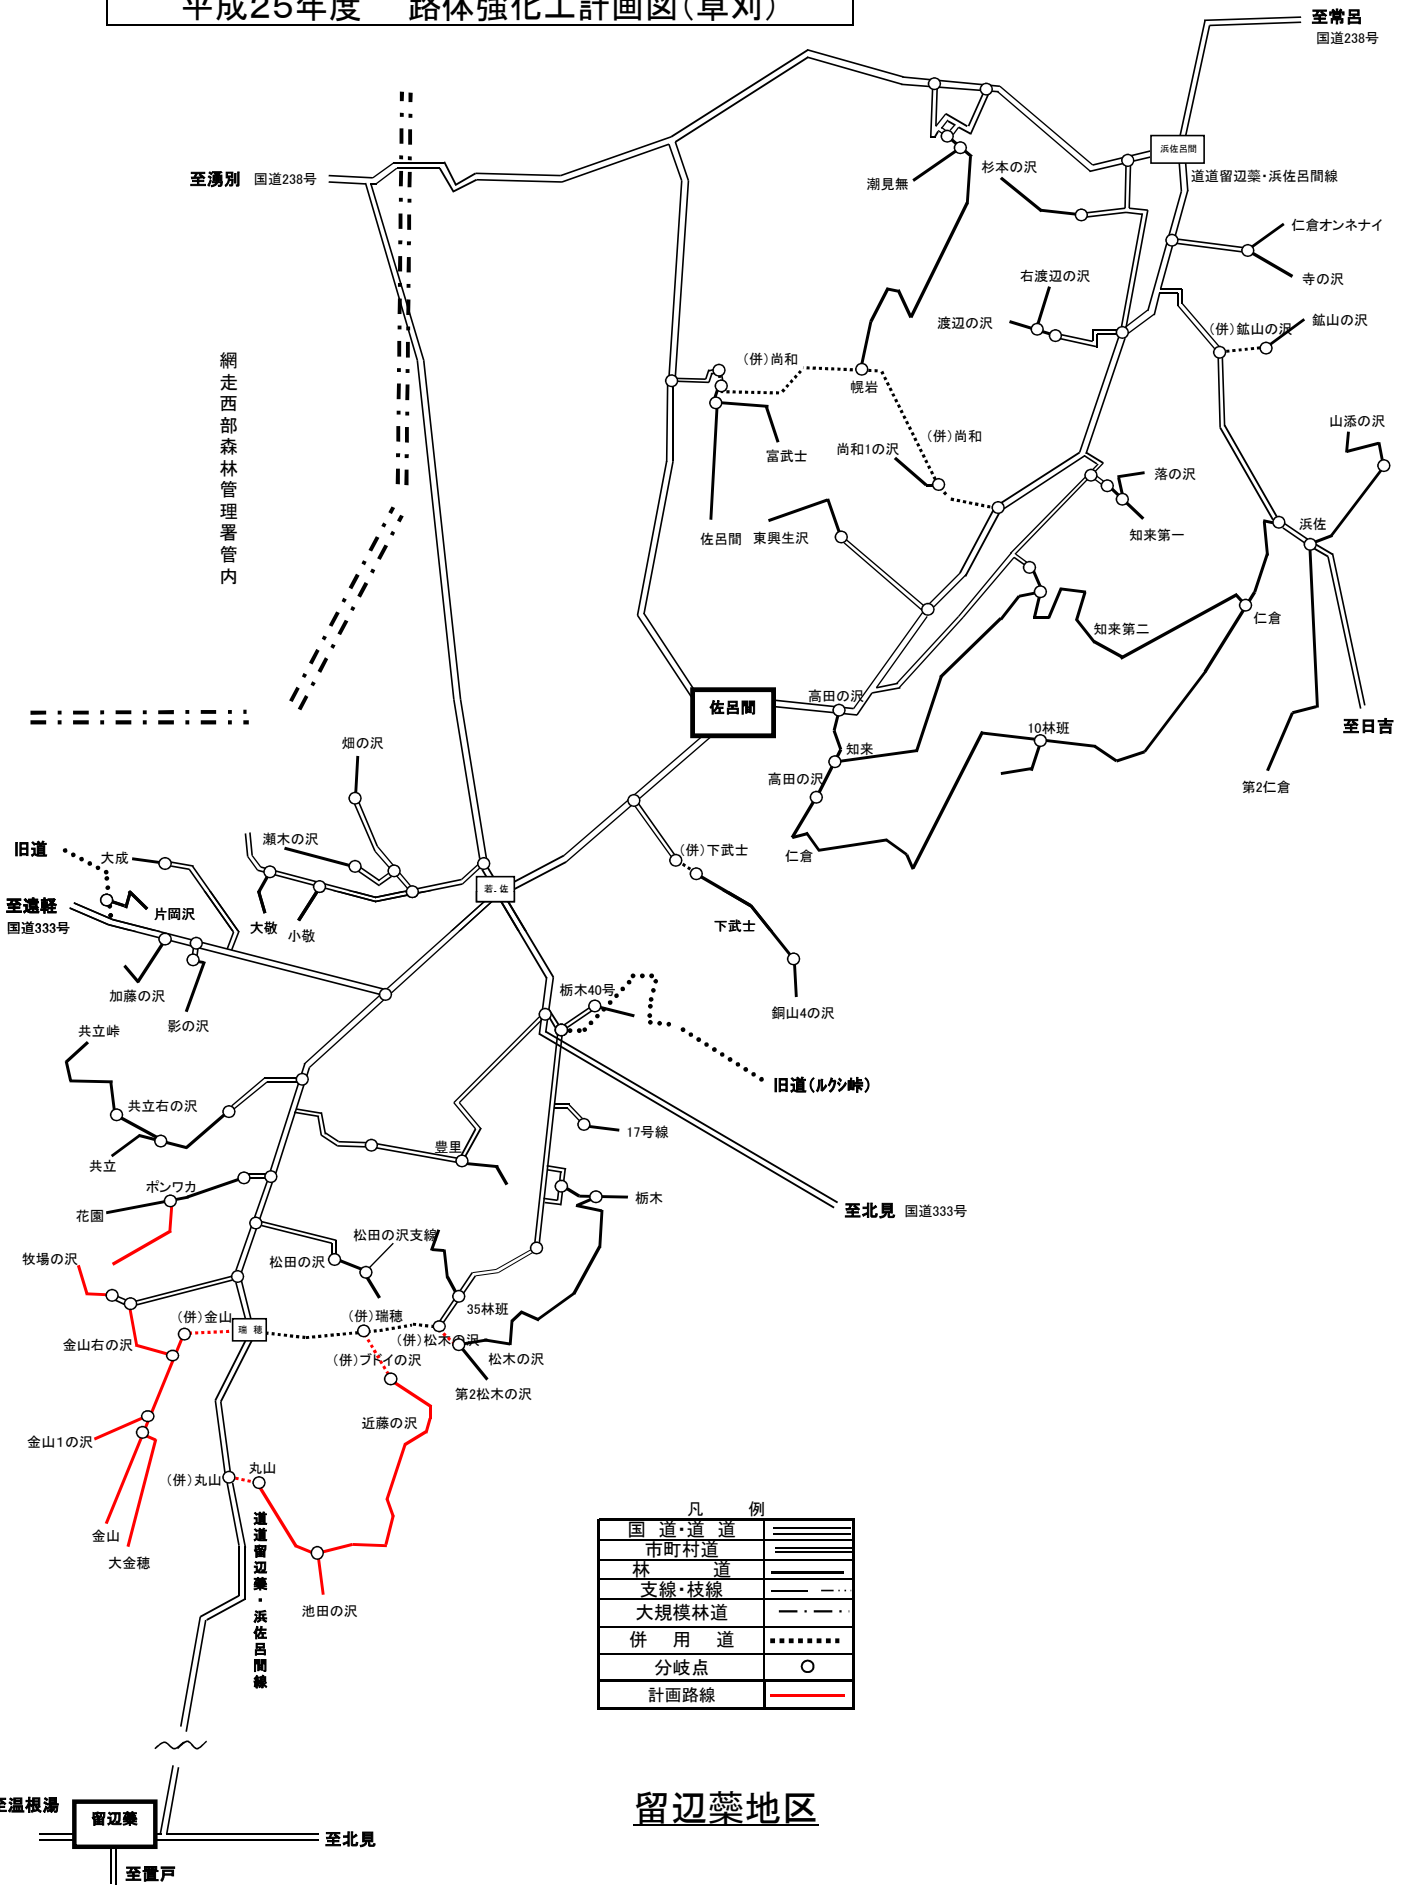 平成25年度　路体強化工計画図(草刈)
至常呂
国道238号
至湧別 国道238号
浜佐呂間
道道留辺蘂・浜佐呂間線
潮見無
杉本の沢
仁倉オンネナイ
寺の沢
右渡辺の沢
渡辺の沢
(併)鉱山の沢
鉱山の沢
網走西部森林管理署管内
(併)尚和
幌岩
山添の沢
富武士
尚和1の沢
(併)尚和
落の沢
知来第一
浜佐
佐呂間
東興生沢
知来第二
仁倉
佐呂間
高田の沢
至日吉
10林班
知来
高田の沢
第2仁倉
畑の沢
仁倉
瀬木の沢
(併)下武士
旧道
大成
若.佐
至遠軽
国道333号
片岡沢
大敬
小敬
下武士
加藤の沢
影の沢
栃木40号
銅山4の沢
共立峠
旧道(ルクシ峠)
共立右の沢
17号線
豊里
共立
ポンワカ
花園
栃木
至北見 国道333号
牧場の沢
松田の沢
松田の沢支線
(併)金山
瑞 穂
(併)瑞穂
35林班
金山右の沢
(併)松木の沢
(併)ブトイの沢
松木の沢
第2松木の沢
近藤の沢
金山1の沢
(併)丸山
丸山
金山
大金穂
道道留辺蘂・浜佐呂間線
池田の沢
凡　例
国 道・道 道
市町村道
林　道
支線・枝線
大規模林道
併 用 道
分岐点
計画路線
留辺蘂地区
至温根湯
留辺蘂
至北見
至置戸